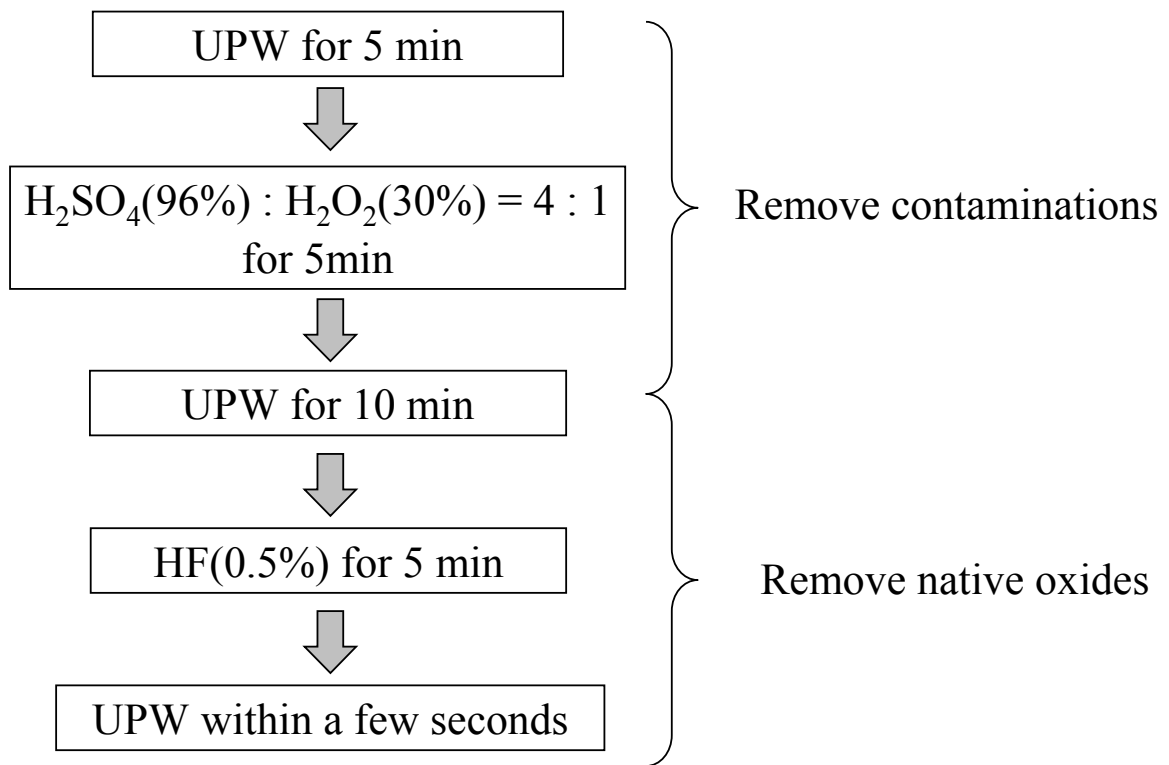 UPW for 5 min
H₂SO₄(96%) : H₂O₂(30%) = 4 : 1
for 5min
Remove contaminations
UPW for 10 min
HF(0.5%) for 5 min
Remove native oxides
UPW within a few seconds